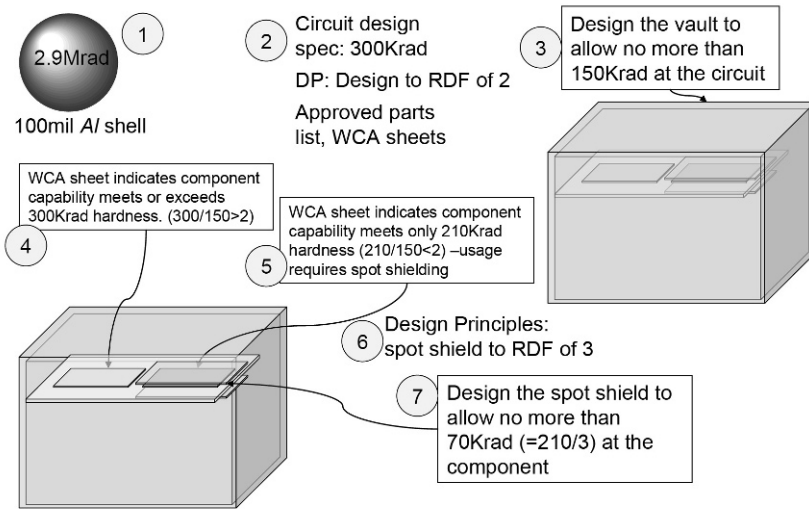 1
2.9Mrad
100mil Al shell
2
Circuit design
spec: 300Krad
DP: Design to RDF of 2
Approved parts
list, WCA sheets
3
Design the vault to
allow no more than
150Krad at the circuit
4
WCA sheet indicates component
capability meets or exceeds
300Krad hardness. (300/150>2)
5
WCA sheet indicates component
capability meets only 210Krad
hardness (210/150<2) –usage
requires spot shielding
6
Design Principles:
spot shield to RDF of 3
7
Design the spot shield to
allow no more than
70Krad (=210/3) at the
component